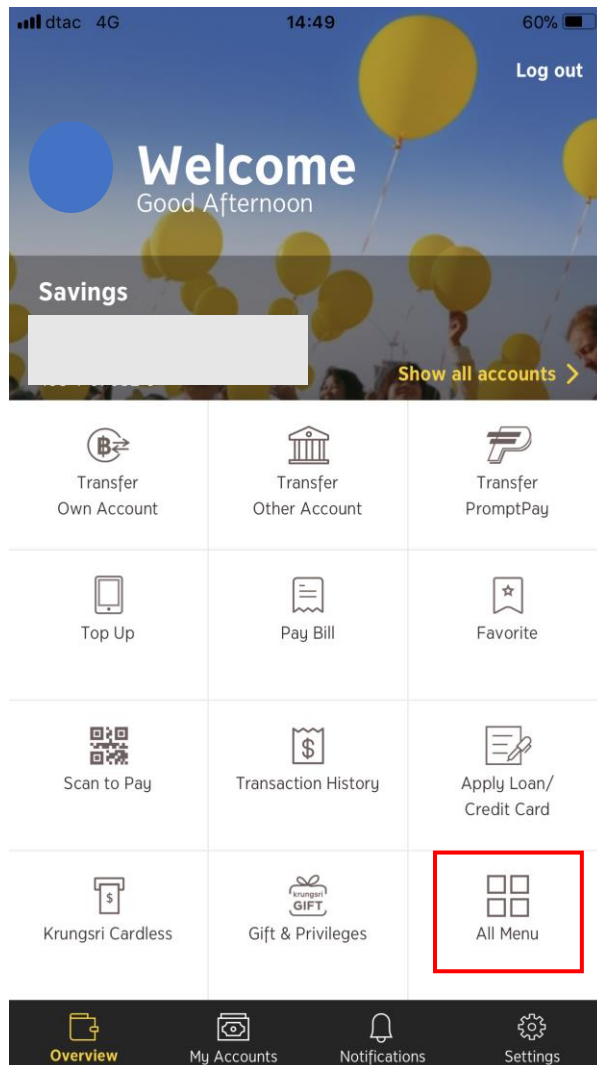 dtac 4G 14:49 60%
Log out
Welcome
Good Afternoon
Savings
Show all accounts
Transfer
Own Account
Transfer
Other Account
Transfer
PromptPay
Top Up
Pay Bill
Favorite
Scan to Pay
Transaction History
Apply Loan/
Credit Card
Krungsri Cardless
krungsri
GIFT
Gift & Privileges
All Menu
Overview
My Accounts
Notifications
Settings